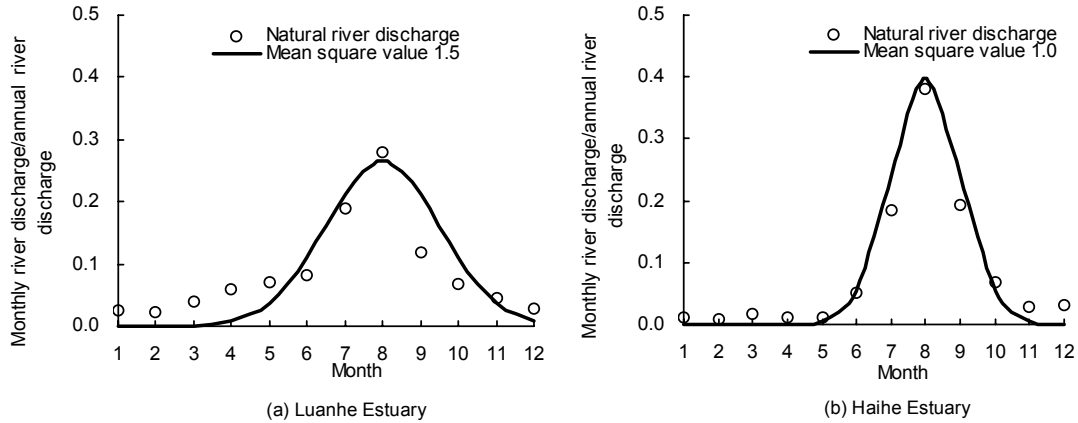 0.5
0.4
0.3
0.2
0.1
0.0
Monthly river discharge/annual river
discharge
Natural river discharge
Mean square value 1.5
1 2 3 4 5 6 7 8 9 10 11 12
Month
(a) Luanhe Estuary
0.5
0.4
0.3
0.2
0.1
0.0
Monthly river discharge/annual river
discharge
Natural river discharge
Mean square value 1.0
1 2 3 4 5 6 7 8 9 10 11 12
Month
(b) Haihe Estuary